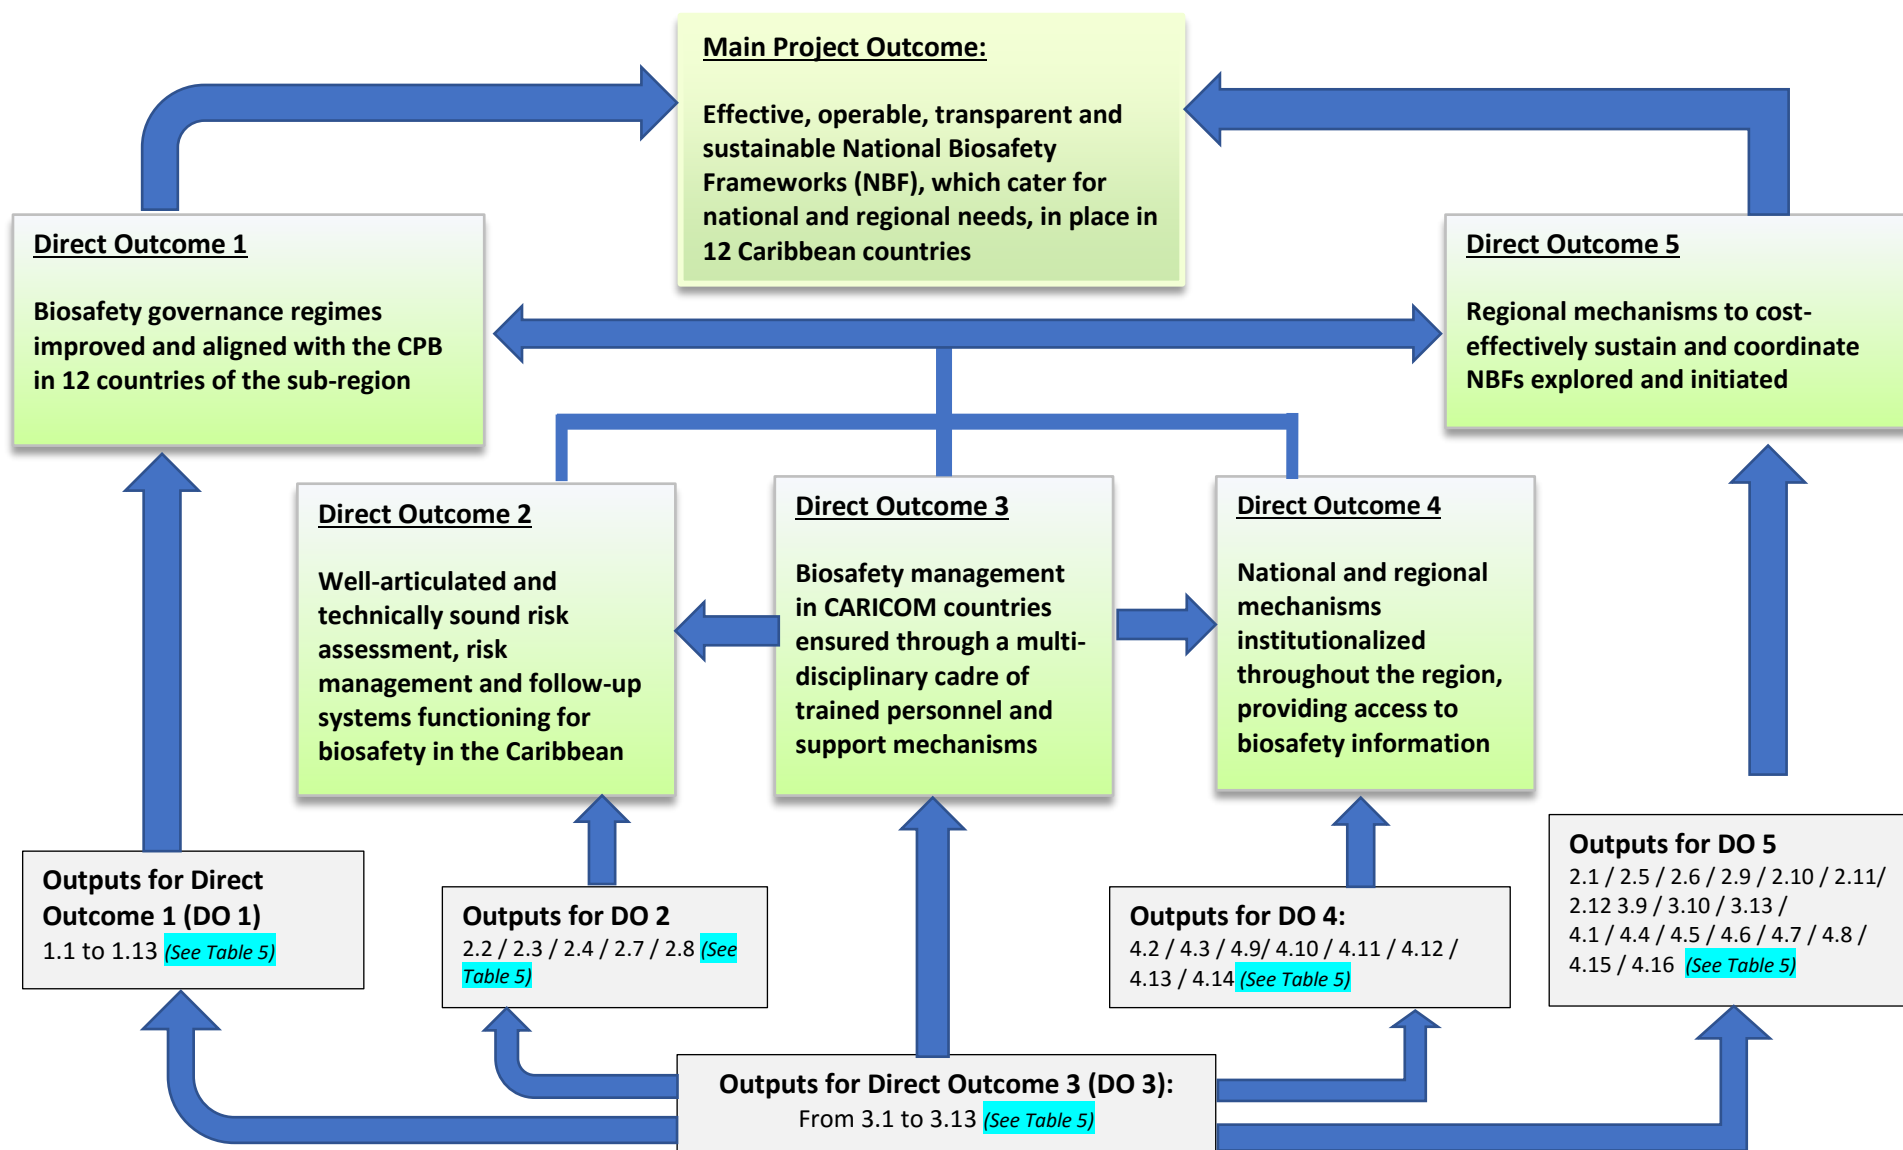 Main Project Outcome:
Effective, operable, transparent and
sustainable National Biosafety
Frameworks (NBF), which cater for
national and regional needs, in place in
12 Caribbean countries
Direct Outcome 1
Biosafety governance regimes
improved and aligned with the CPB
in 12 countries of the sub-region
Direct Outcome 5
Regional mechanisms to cost-
effectively sustain and coordinate
NBFs explored and initiated
Direct Outcome 2
Well-articulated and
technically sound risk
assessment, risk
management and follow-up
systems functioning for
biosafety in the Caribbean
Direct Outcome 3
Biosafety management
in CARICOM countries
ensured through a multi-
disciplinary cadre of
trained personnel and
support mechanisms
Direct Outcome 4
National and regional
mechanisms
institutionalized
throughout the region,
providing access to
biosafety information
Outputs for Direct
Outcome 1 (DO 1)
1.1 to 1.13 (See Table 5)
Outputs for DO 2
2.2 / 2.3 / 2.4 / 2.7 / 2.8 (See
Table 5)
Outputs for DO 4:
4.2 / 4.3 / 4.9/ 4.10 / 4.11 / 4.12 /
4.13 / 4.14 (See Table 5)
Outputs for DO 5
2.1 / 2.5 / 2.6 / 2.9 / 2.10 / 2.11/
2.12 3.9 / 3.10 / 3.13 /
4.1 / 4.4 / 4.5 / 4.6 / 4.7 / 4.8 /
4.15 / 4.16 (See Table 5)
Outputs for Direct Outcome 3 (DO 3):
From 3.1 to 3.13 (See Table 5)